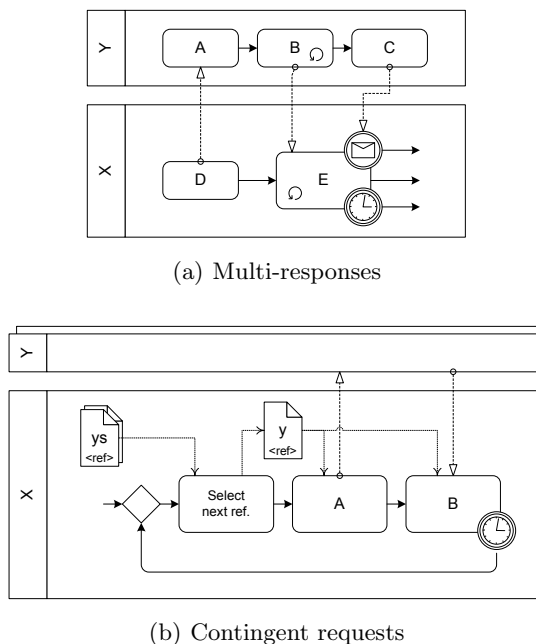 Y
A
B
C
X
D
E
(a) Multi-responses
Y
X
ys
<ref>
y
<ref>
Select
next ref.
A
B
(b) Contingent requests